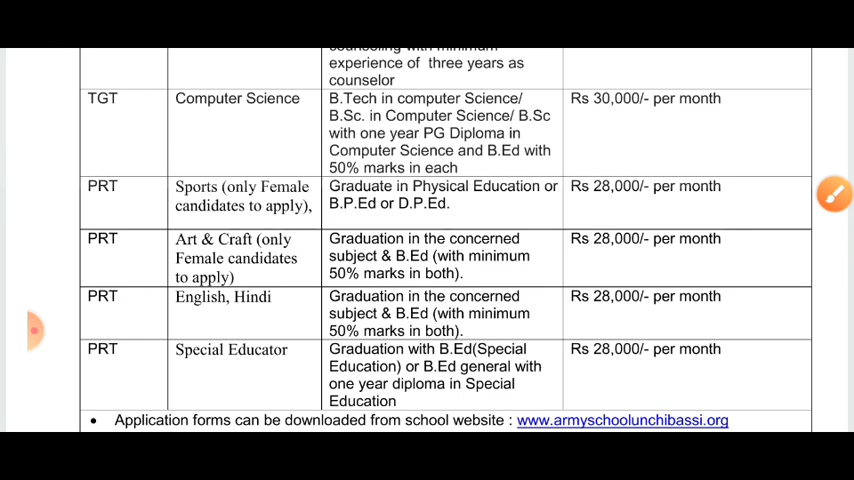 counseling with minimum
experience of three years as
counselor
TGT
Computer Science
B.Tech in computer Science/
B.Sc. in Computer Science/ B.Sc
with one year PG Diploma in
Computer Science and B.Ed with
50% marks in each
Rs 30,000/- per month
PRT
Sports (only Female
candidates to apply),
Graduate in Physical Education or
B.P.Ed or D.P.Ed.
Rs 28,000/- per month
PRT
Art & Craft (only
Female candidates
to apply)
Graduation in the concerned
subject & B.Ed (with minimum
50% marks in both).
Rs 28,000/- per month
PRT
English, Hindi
Graduation in the concerned
subject & B.Ed (with minimum
50% marks in both).
Rs 28,000/- per month
PRT
Special Educator
Graduation with B.Ed(Special
Education) or B.Ed general with
one year diploma in Special
Education
Rs 28,000/- per month
• Application forms can be downloaded from school website : www.armyschoolunchibassi.org